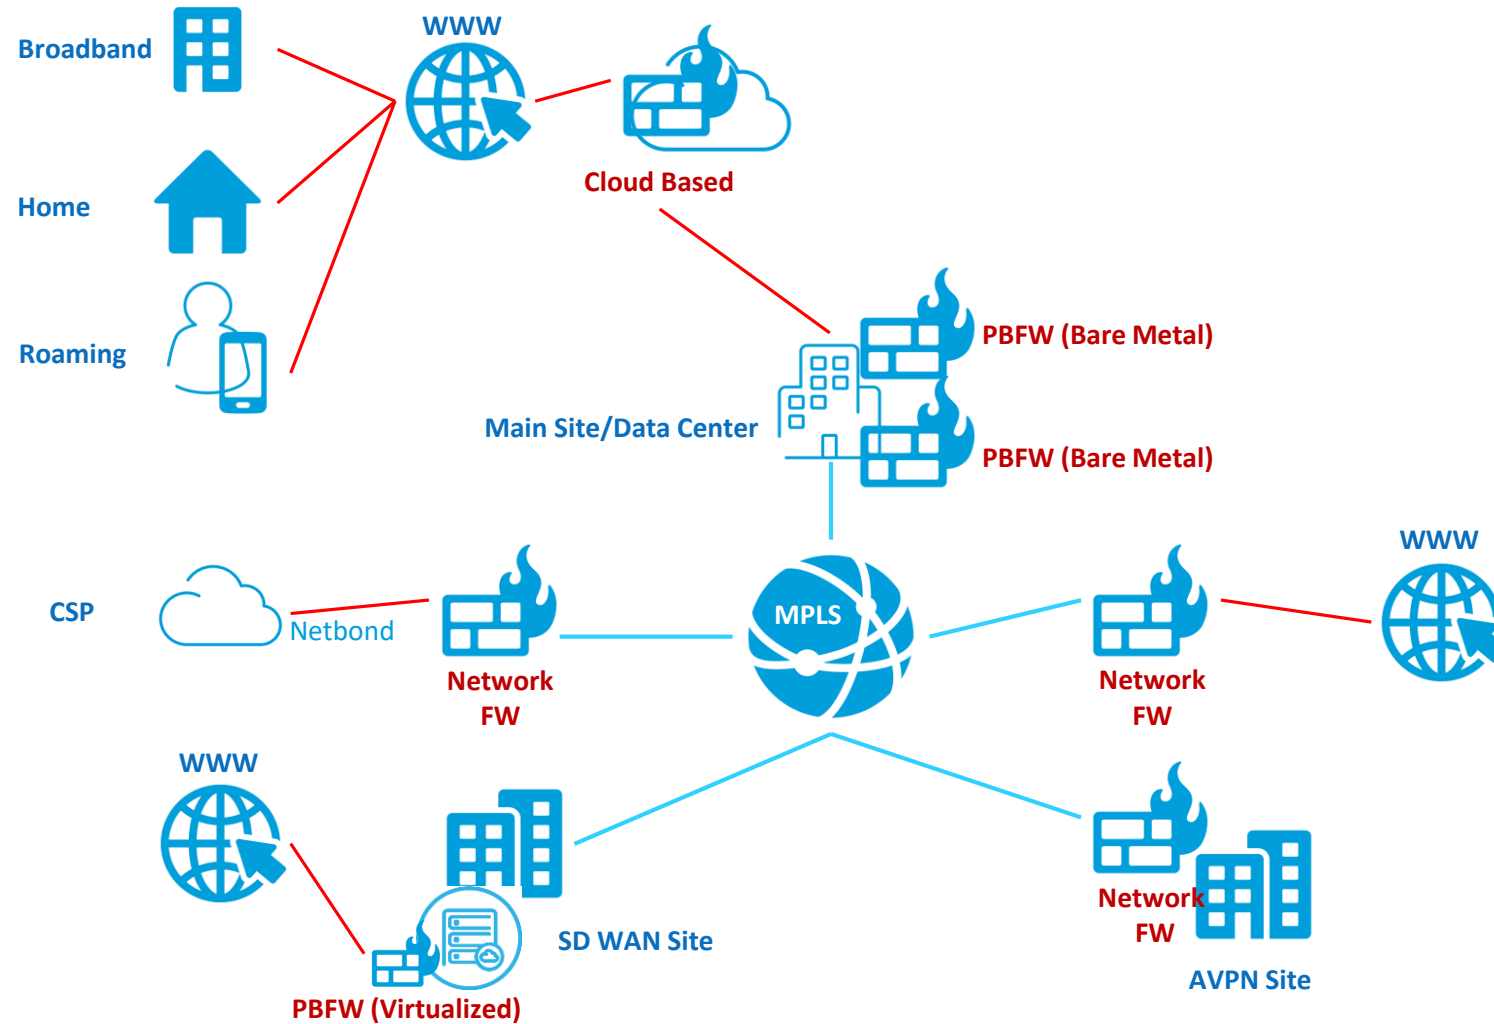 WWW
Broadband
Cloud Based
Home
Roaming
PBFW (Bare Metal)
Main Site/Data Center
PBFW (Bare Metal)
WWW
CSP
Netbond
MPLS
Network
FW
Network
FW
WWW
Network
FW
SD WAN Site
AVPN Site
PBFW (Virtualized)